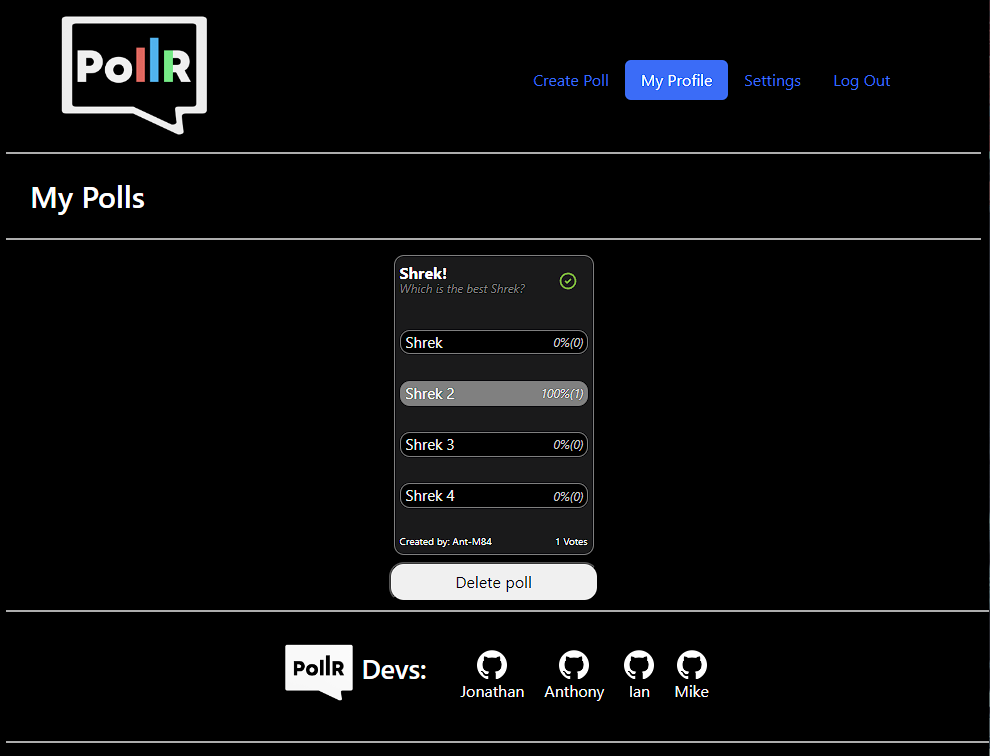 PollR
Create Poll My Profile Settings Log Out
My Polls
Shrek!
Which is the best Shrek?
Shrek 0%(0)
Shrek 2 100%(1)
Shrek 3 0%(0)
Shrek 4 0%(0)
Created by: Ant-M84 1 Votes
Delete poll
PollR Devs:
Jonathan Anthony Ian Mike